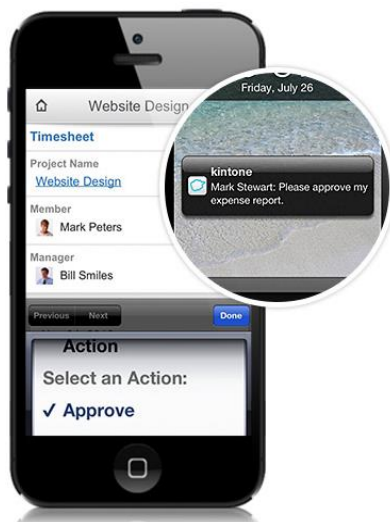 Website Design
Timesheet
Project Name
Website Design
Member
Mark Peters
Manager
Bill Smiles
Previous
Next
Done
Action
Select an Action:
✓ Approve
Friday, July 26
kintone
Mark Stewart: Please approve my
expense report.